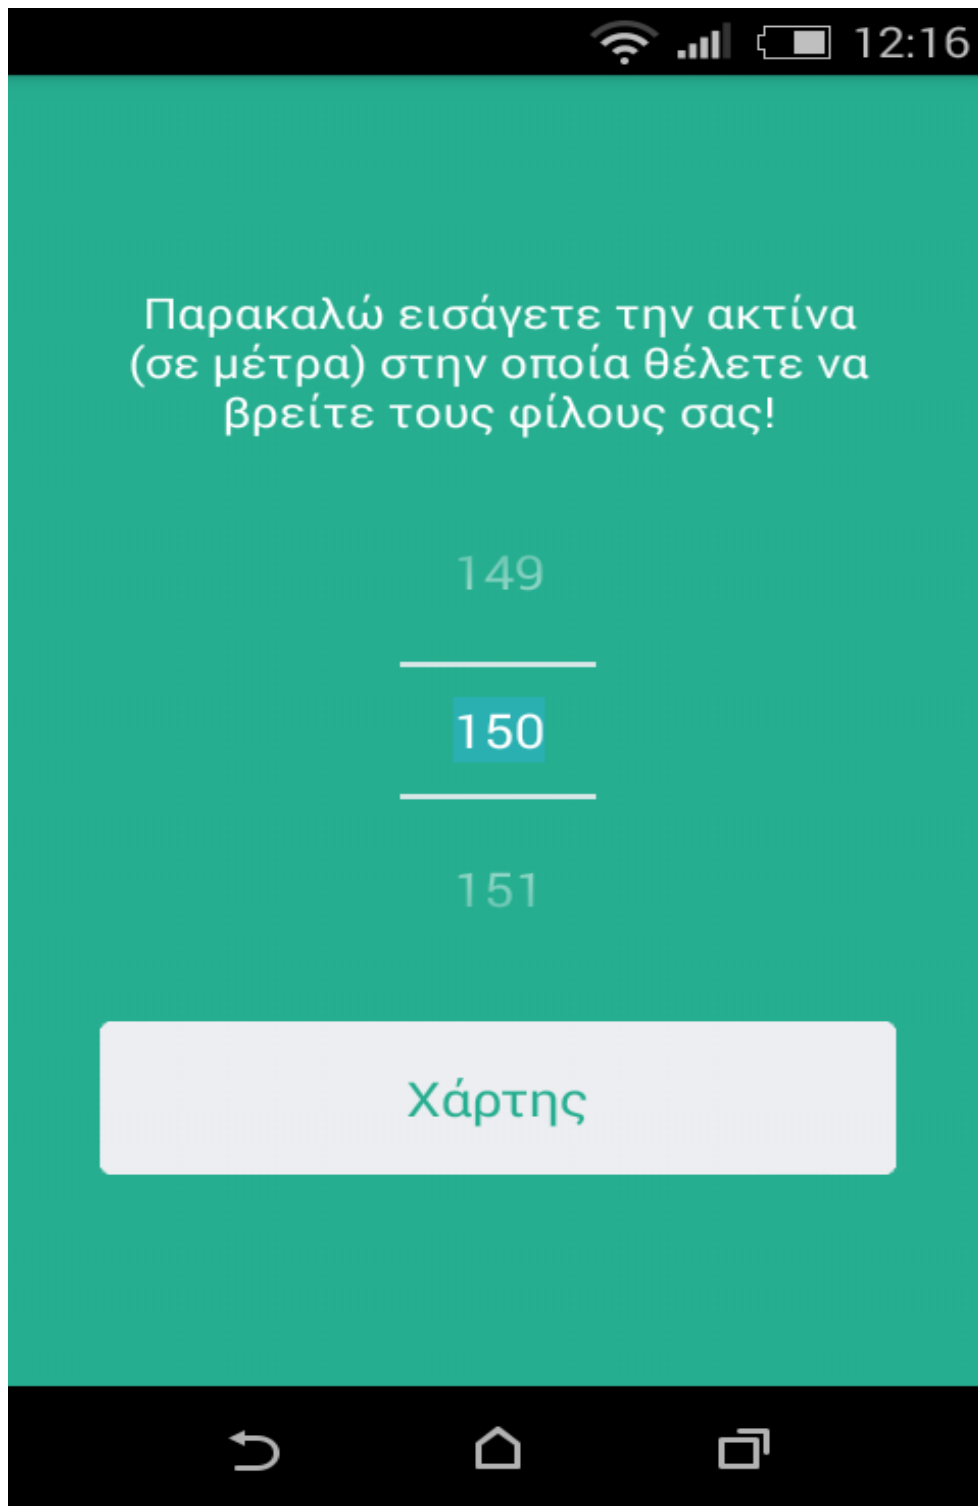 12:16
Παρακαλώ εισάγετε την ακτίνα
(σε μέτρα) στην οποία θέλετε να
βρείτε τους φίλους σας!
149
150
151
Χάρτης